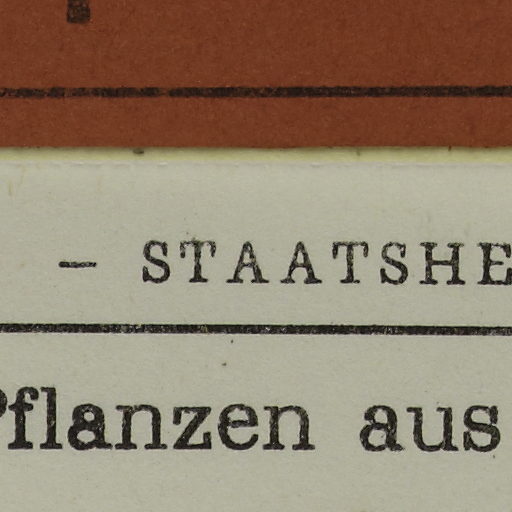 – STAATSHE
Pflanzen aus